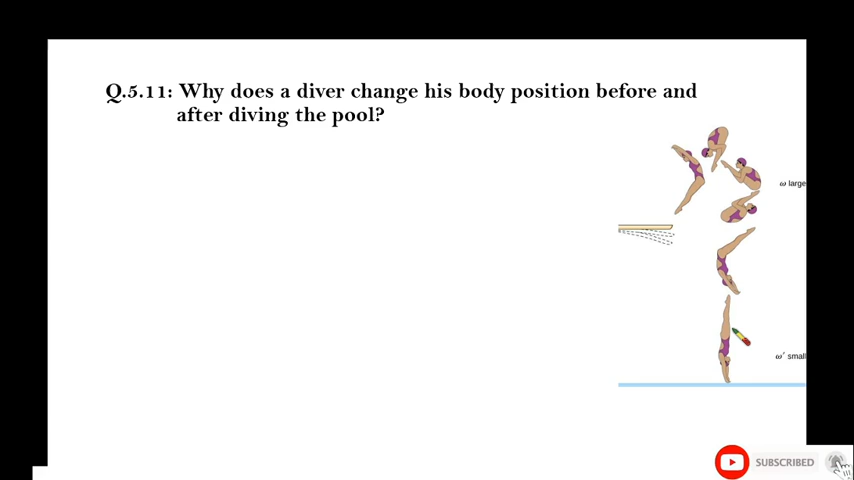 Q.5.11: Why does a diver change his body position before and
after diving the pool?
ω large
ω′ small
SUBSCRIBED